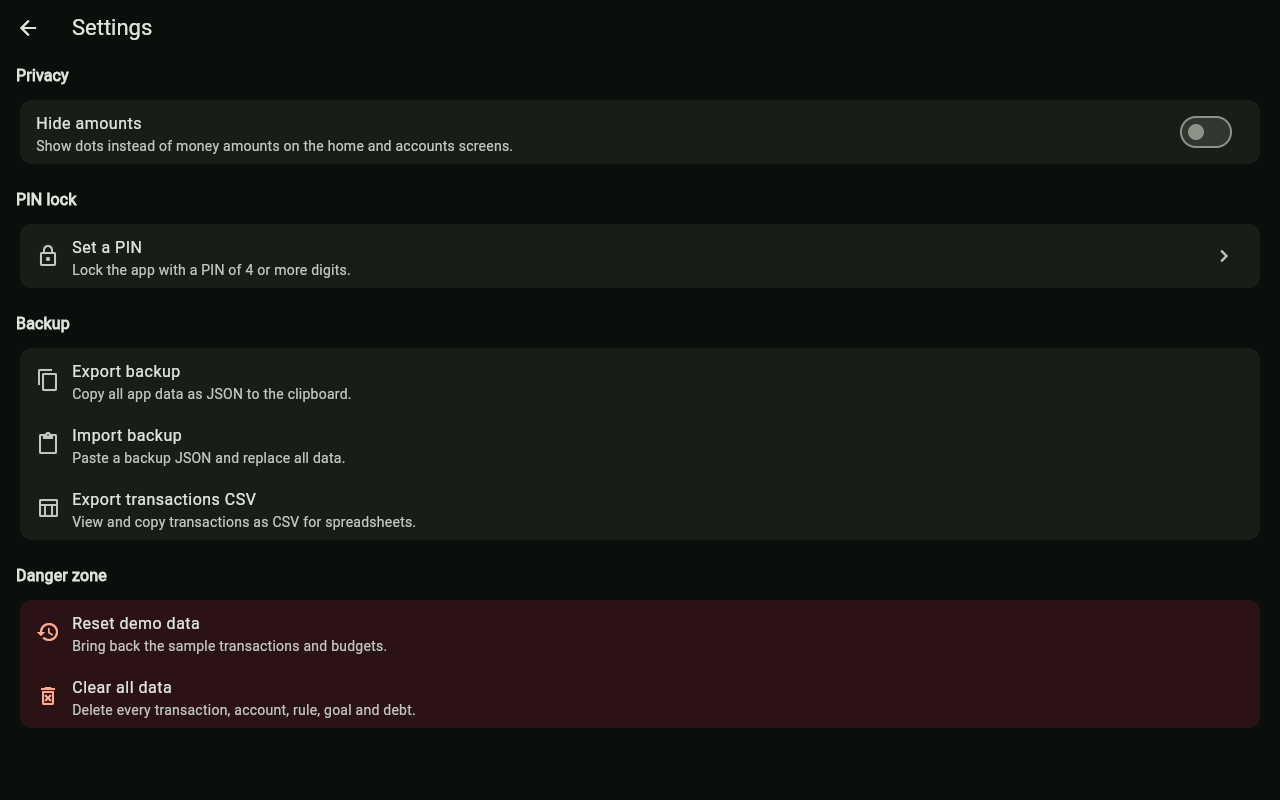 Settings
Privacy
Hide amounts
Show dots instead of money amounts on the home and accounts screens.
PIN lock
Set a PIN
Lock the app with a PIN of 4 or more digits.
Backup
Export backup
Copy all app data as JSON to the clipboard.
Import backup
Paste a backup JSON and replace all data.
Export transactions CSV
View and copy transactions as CSV for spreadsheets.
Danger zone
Reset demo data
Bring back the sample transactions and budgets.
Clear all data
Delete every transaction, account, rule, goal and debt.